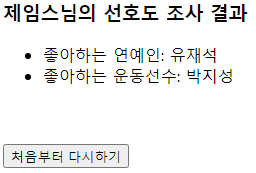 제임스님의 선호도 조사 결과
좋아하는 연예인: 유재석
좋아하는 운동선수: 박지성
처음부터 다시하기